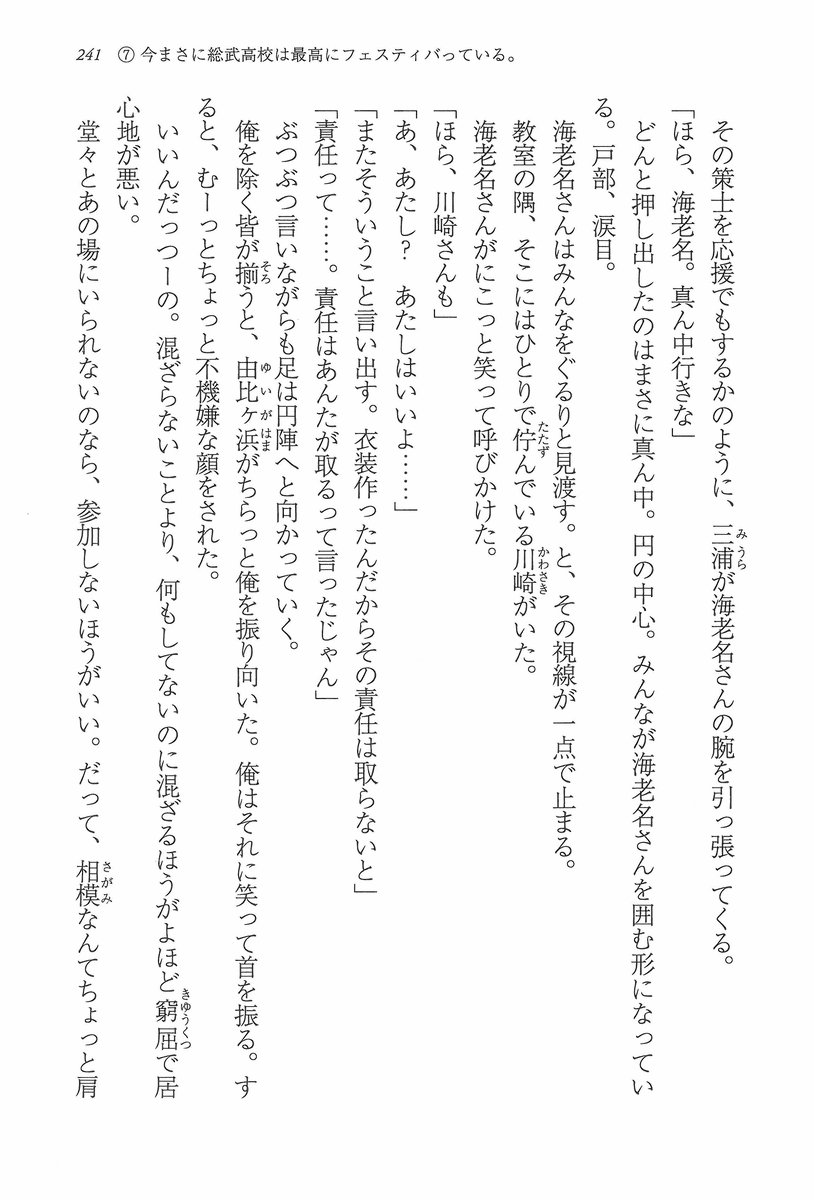 241 ⑦ 今まさに総武高校は最高にフェスティバっている。
その策士を応援でもするかのように、三浦が海老名さんの腕を引っ張ってくる。
「ほら、海老名。真ん中行きな」
どんと押し出したのはまさに真ん中。円の中心。みんなが海老名さんを囲む形になってい
る。戸部、涙目。
海老名さんはみんなをぐるりと見渡す。と、その視線が一点で止まる。
教室の隅、そこにはひとりで佇んでいる川崎がいた。
海老名さんがにこっと笑って呼びかけた。
「ほら、川崎さんも」
「あ、あたし？　あたしはいいよ……」
「またそういうこと言い出す。衣装作ったんだからその責任は取らないと」
「責任って……。責任はあんたが取るって言ったじゃん」
ぶつぶつ言いながらも足は円陣へと向かっていく。
俺を除く皆が揃うと、由比ヶ浜がちらっと俺を振り向いた。俺はそれに笑って首を振る。す
ると、むーっとちょっと不機嫌な顔をされた。
いいんだっつーの。混ざらないことより、何もしてないのに混ざるほうがよほど窮屈で居
心地が悪い。
堂々とあの場にいられないのなら、参加しないほうがいい。だって、相模なんてちょっと肩